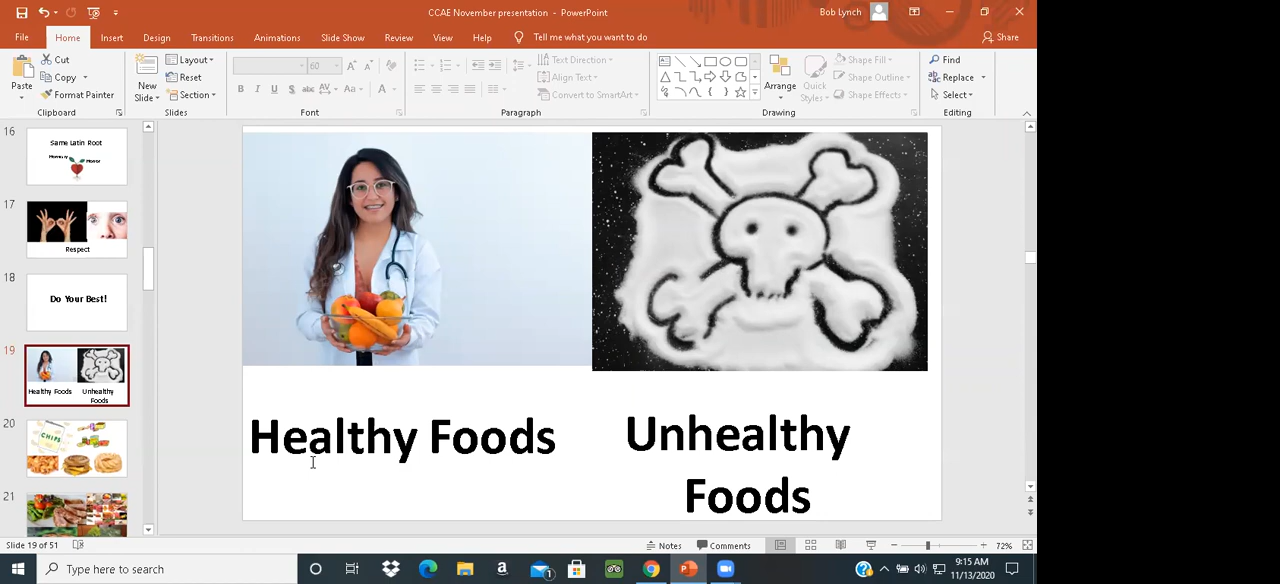 CCAE November presentation - PowerPoint
Bob Lynch
File Home Insert Design Transitions Animations Slide Show Review View Help Tell me what you want to do Share
Paste
Cut
Copy
Format Painter
Clipboard
New
Slide
Layout
Reset
Section
Slides
60
Font
Text Direction
Align Text
Convert to SmartArt
Paragraph
Arrange
Quick
Styles
Shape Fill
Shape Outline
Shape Effects
Drawing
Find
Replace
Select
Editing
16
Same Latin Root
17
Respect
18
Do Your Best!
19
Healthy Foods
Unhealthy
Foods
20
CHIPS
21
Healthy Foods
Unhealthy
Foods
Slide 19 of 51
Notes
Comments
72%
Type here to search
9:15 AM
11/13/2020